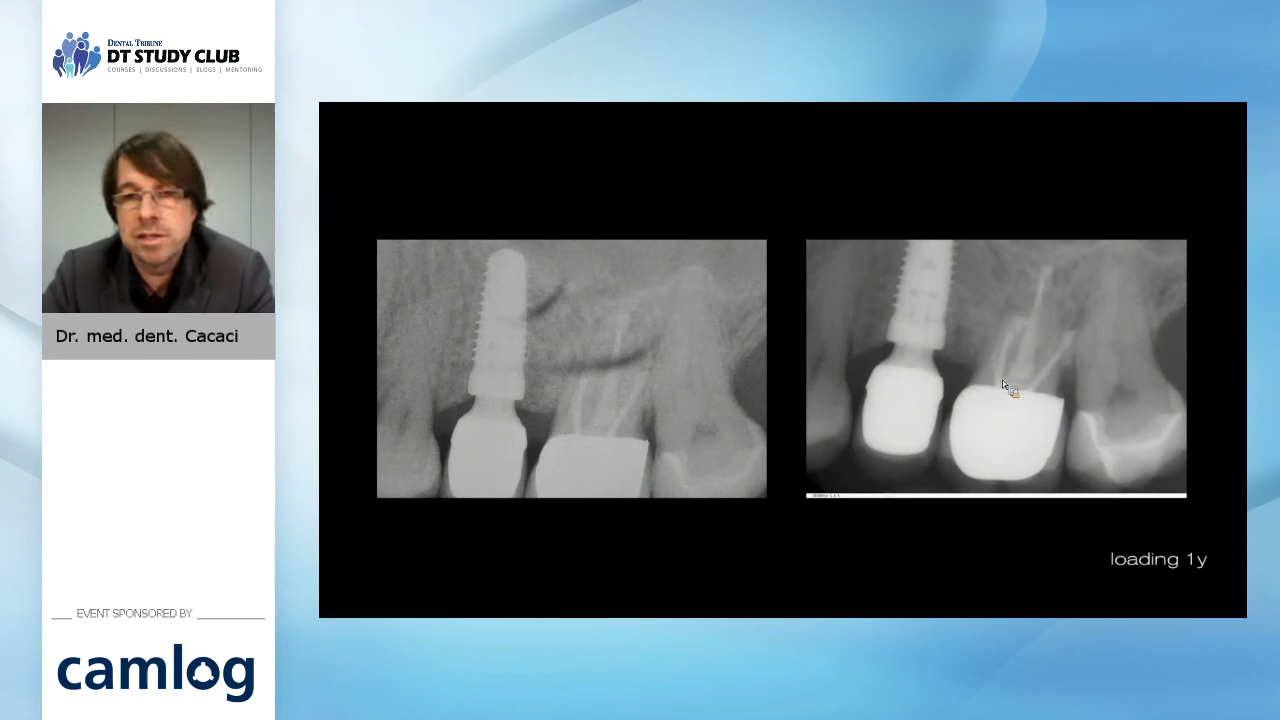 DENTAL TRIBUNE
DT STUDY CLUB
COURSES | DISCUSSIONS | BLOGS | MENTORING
Dr. med. dent. Cacaci
loading 1y
EVENT SPONSORED BY
camlog